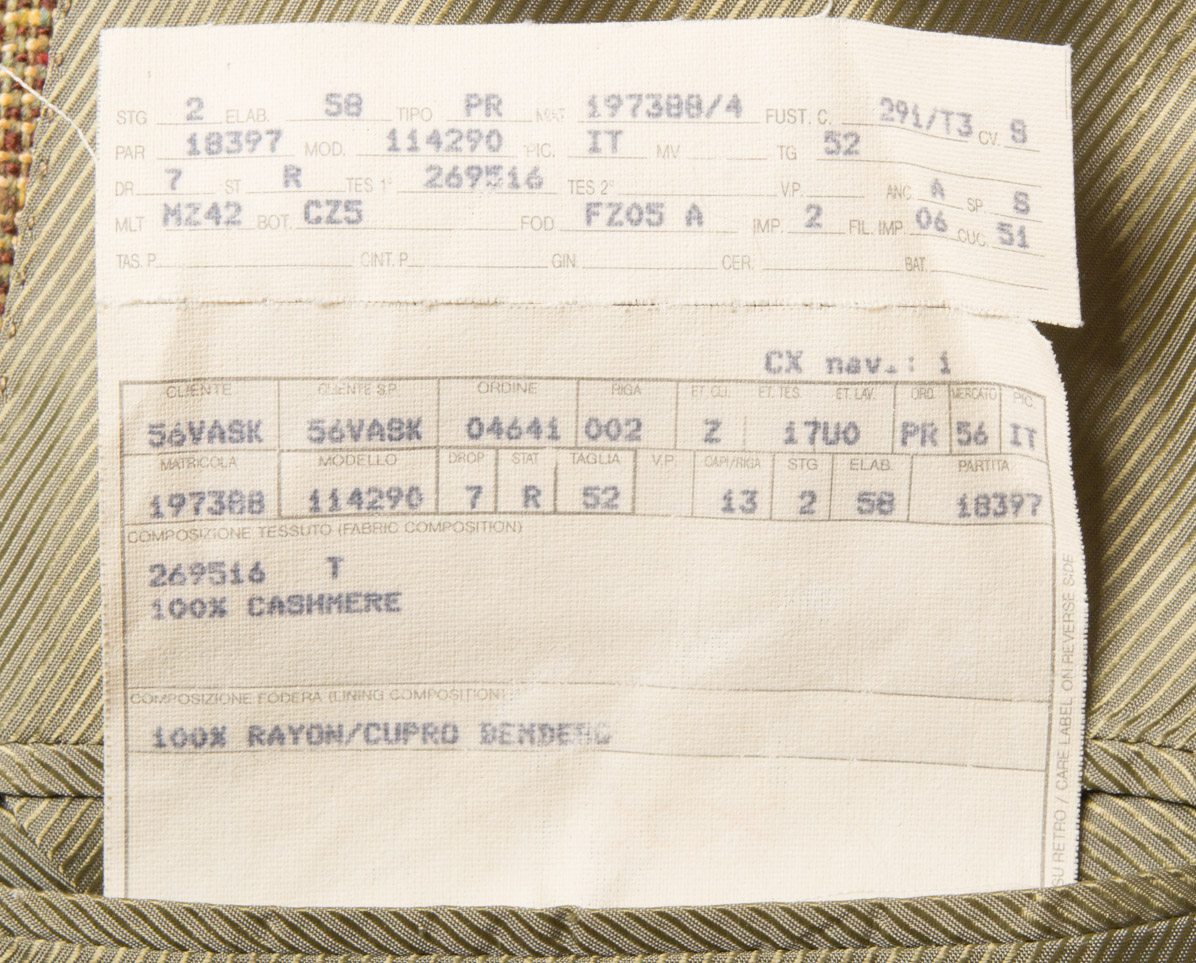 STG 2 ELAB. 58 TIPO PR MAT 197388/4 FUST. C. 291/T3 CV. S
PAR 18397 MOD. 114290 PIC. IT MV TG 52
DR 7 ST R TES 1° 269516 TES 2° V.P. ANC A SP. S
MLT MZ42 BOT. CZ5 FOD FZ05 A IMP. 2 FIL. IMP. 06 CUC. 51
TAS. P. CINT. P. GIN. CER. BAT.
CX nav.: 1
CLIENTE CLIENTE S.P. ORDINE RIGA ET. CU. ET. TES. ET. LAV. ORD. MERCATO PIC.
56VASK 56VASK 04641 002 Z 17U0 PR 56 IT
MATRICOLA MODELLO DROP STAT TAGLIA V.P. CAPI/RIGA STG ELAB. PARTITA
197388 114290 7 R 52 13 2 58 18397
COMPOSIZIONE TESSUTO (FABRIC COMPOSITION)
269516 T
100% CASHMERE
COMPOSIZIONE FODERA (LINING COMPOSITION)
100% RAYON/CUPRO
SU RETRO / CARE LABEL ON REVERSE SIDE